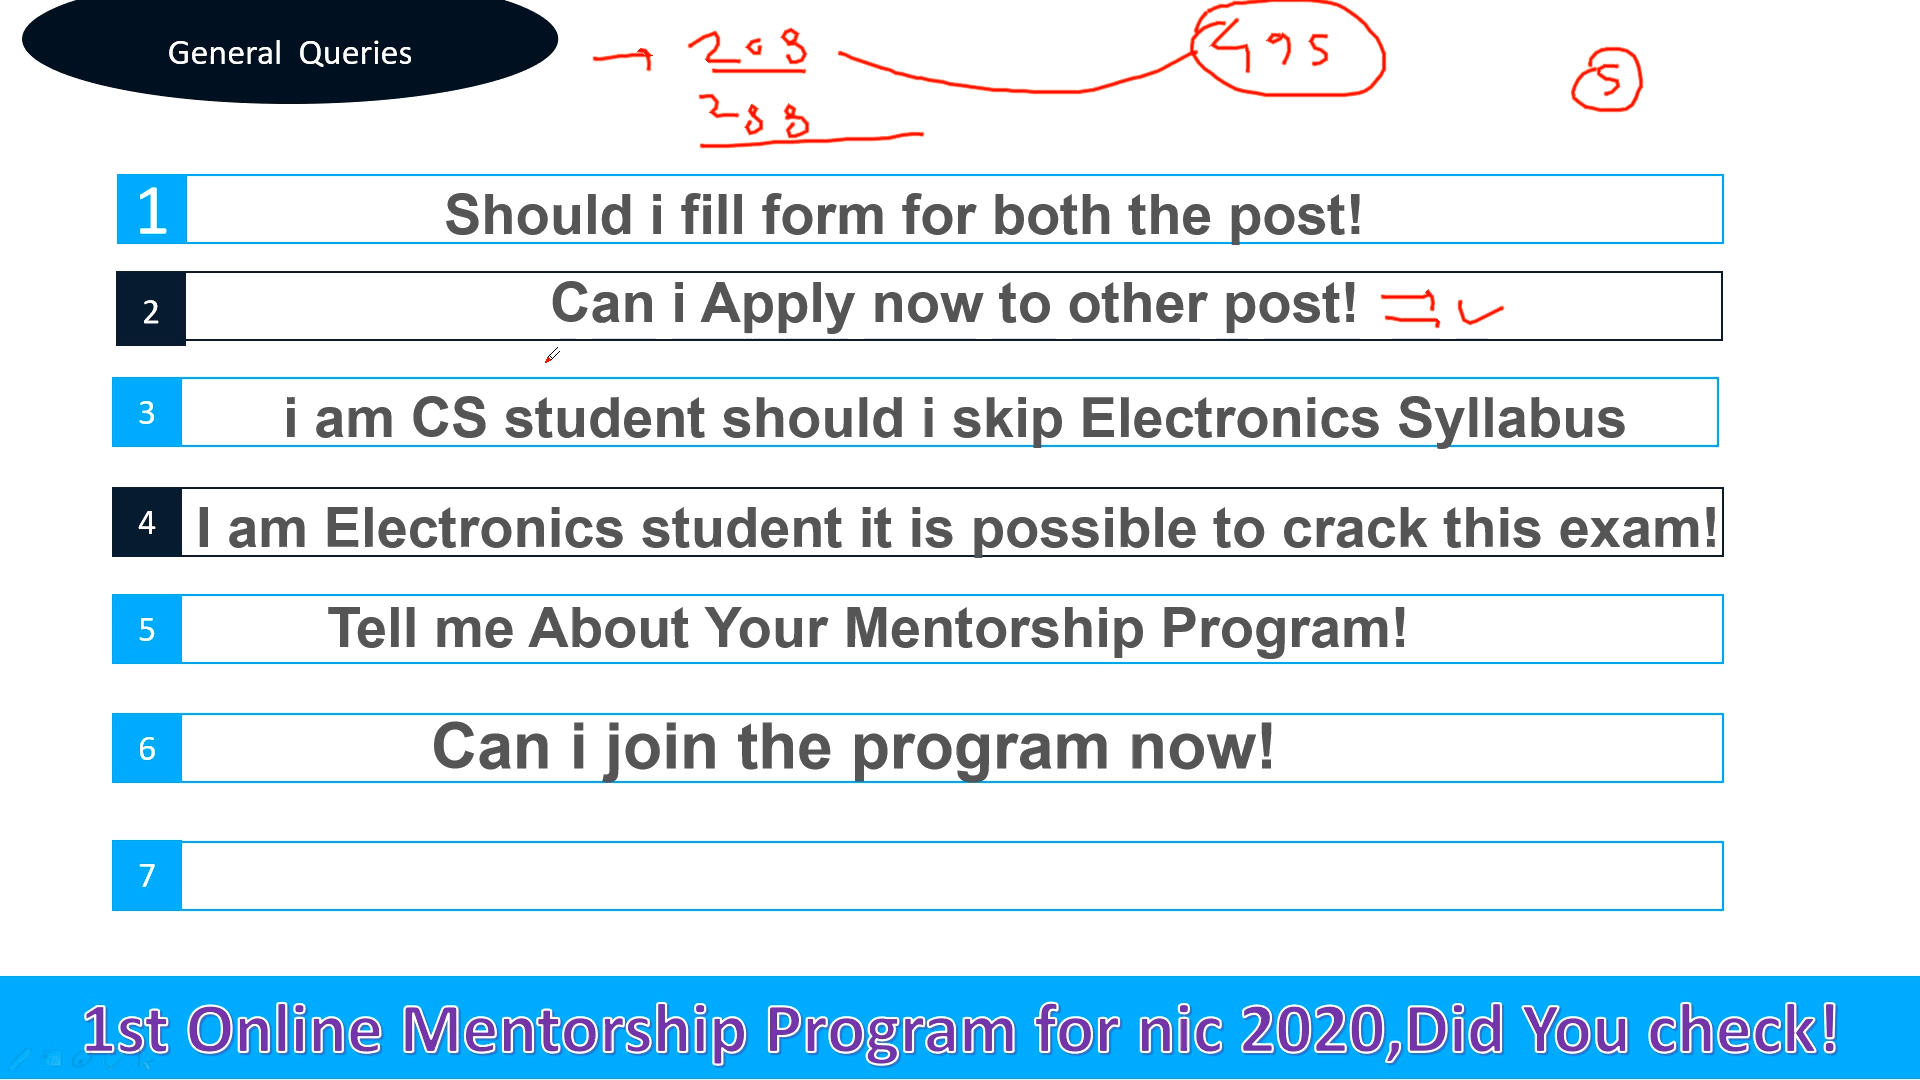 General Queries
→ 208 495 5
288
1 Should i fill form for both the post!
2 Can i Apply now to other post!
3 i am CS student should i skip Electronics Syllabus
4 I am Electronics student it is possible to crack this exam!
5 Tell me About Your Mentorship Program!
6 Can i join the program now!
7
1st Online Mentorship Program for nic 2020,Did You check!